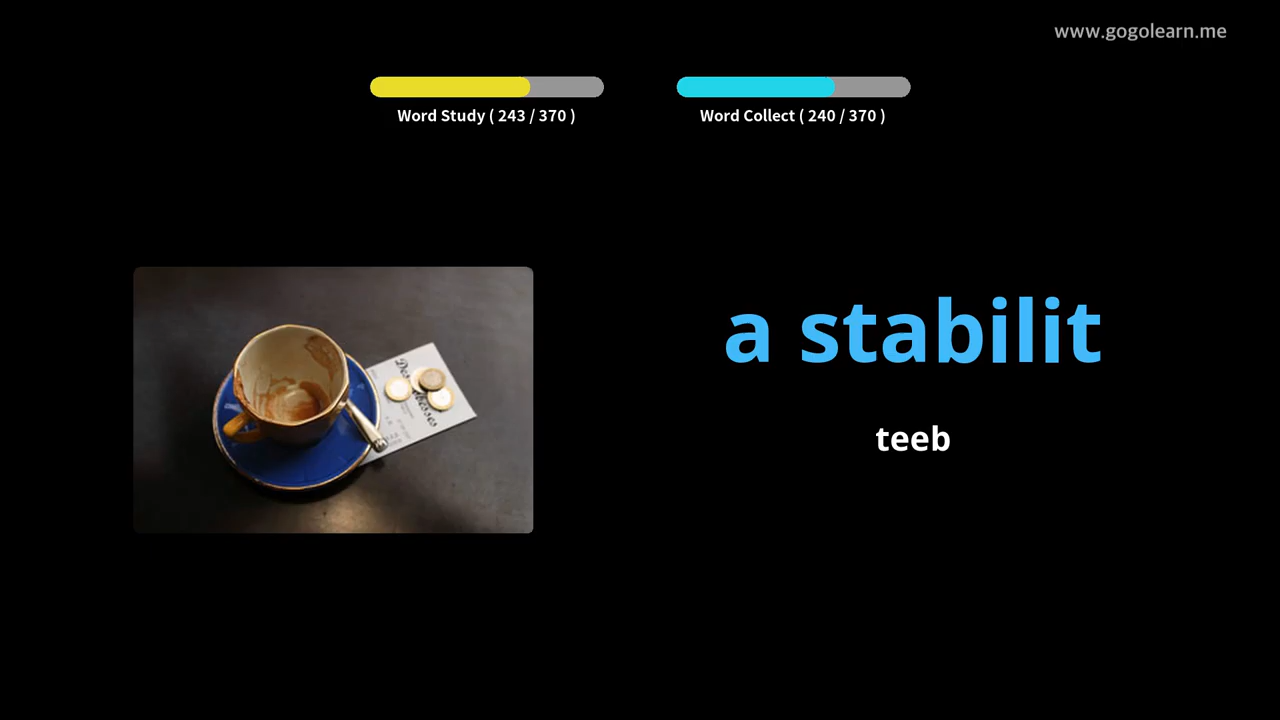 www.gogolearn.me
Word Study ( 243 / 370 )
Word Collect ( 240 / 370 )
a stabilit
teeb